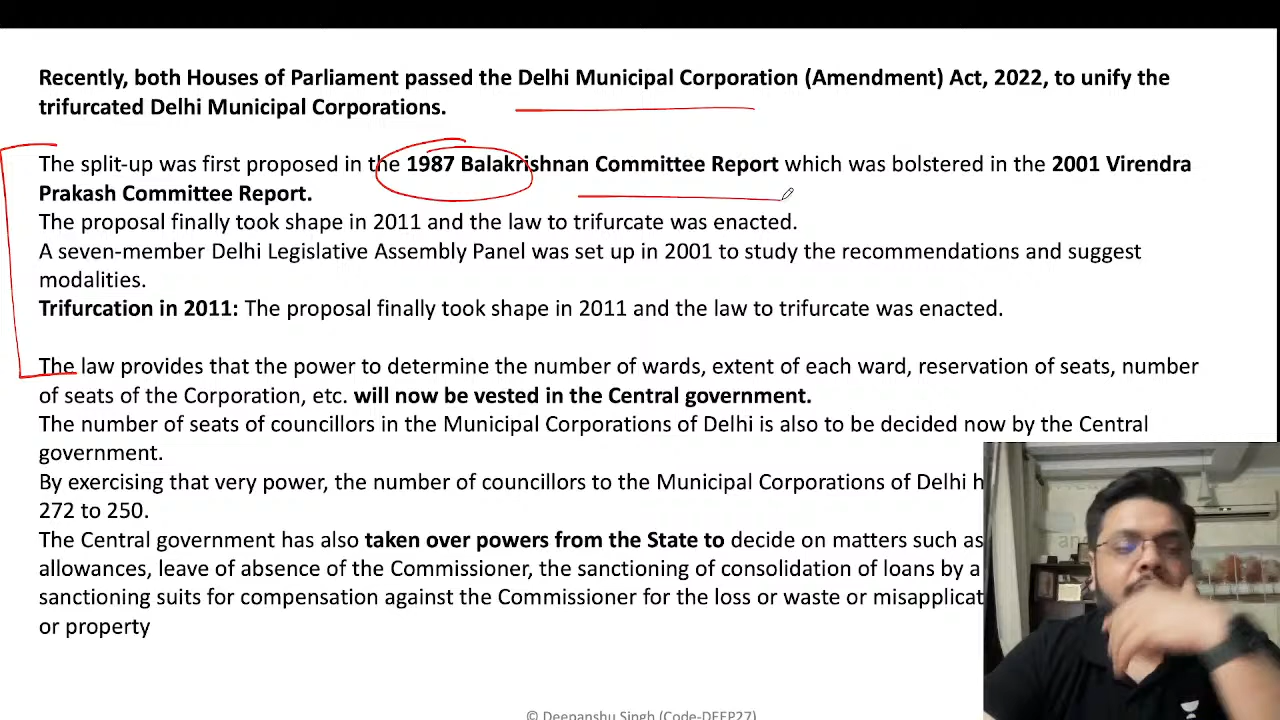 Recently, both Houses of Parliament passed the Delhi Municipal Corporation (Amendment) Act, 2022, to unify the
trifurcated Delhi Municipal Corporations.
The split-up was first proposed in the 1987 Balakrishnan Committee Report which was bolstered in the 2001 Virendra
Prakash Committee Report.
The proposal finally took shape in 2011 and the law to trifurcate was enacted.
A seven-member Delhi Legislative Assembly Panel was set up in 2001 to study the recommendations and suggest
modalities.
Trifurcation in 2011: The proposal finally took shape in 2011 and the law to trifurcate was enacted.
The law provides that the power to determine the number of wards, extent of each ward, reservation of seats, number
of seats of the Corporation, etc. will now be vested in the Central government.
The number of seats of councillors in the Municipal Corporations of Delhi is also to be decided now by the Central
government.
By exercising that very power, the number of councillors to the Municipal Corporations of Delhi
272 to 250.
The Central government has also taken over powers from the State to decide on matters such as
allowances, leave of absence of the Commissioner, the sanctioning of consolidation of loans by a
sanctioning suits for compensation against the Commissioner for the loss or waste or
or property
© Deepanshu Singh (Code-DEEP27)